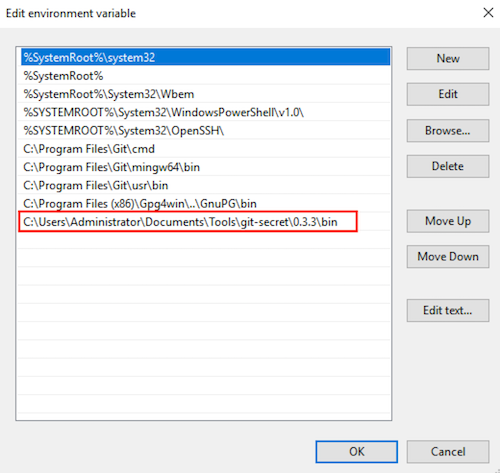 Edit environment variable
%SystemRoot%\system32
%SystemRoot%
%SystemRoot%\System32\Wbem
%SYSTEMROOT%\System32\WindowsPowerShell\v1.0\
%SYSTEMROOT%\System32\OpenSSH\
C:\Program Files\Git\cmd
C:\Program Files\Git\mingw64\bin
C:\Program Files\Git\usr\bin
C:\Program Files (x86)\Gpg4win\..\GnuPG\bin
C:\Users\Administrator\Documents\Tools\git-secret\0.3.3\bin
New
Edit
Browse...
Delete
Move Up
Move Down
Edit text...
OK
Cancel